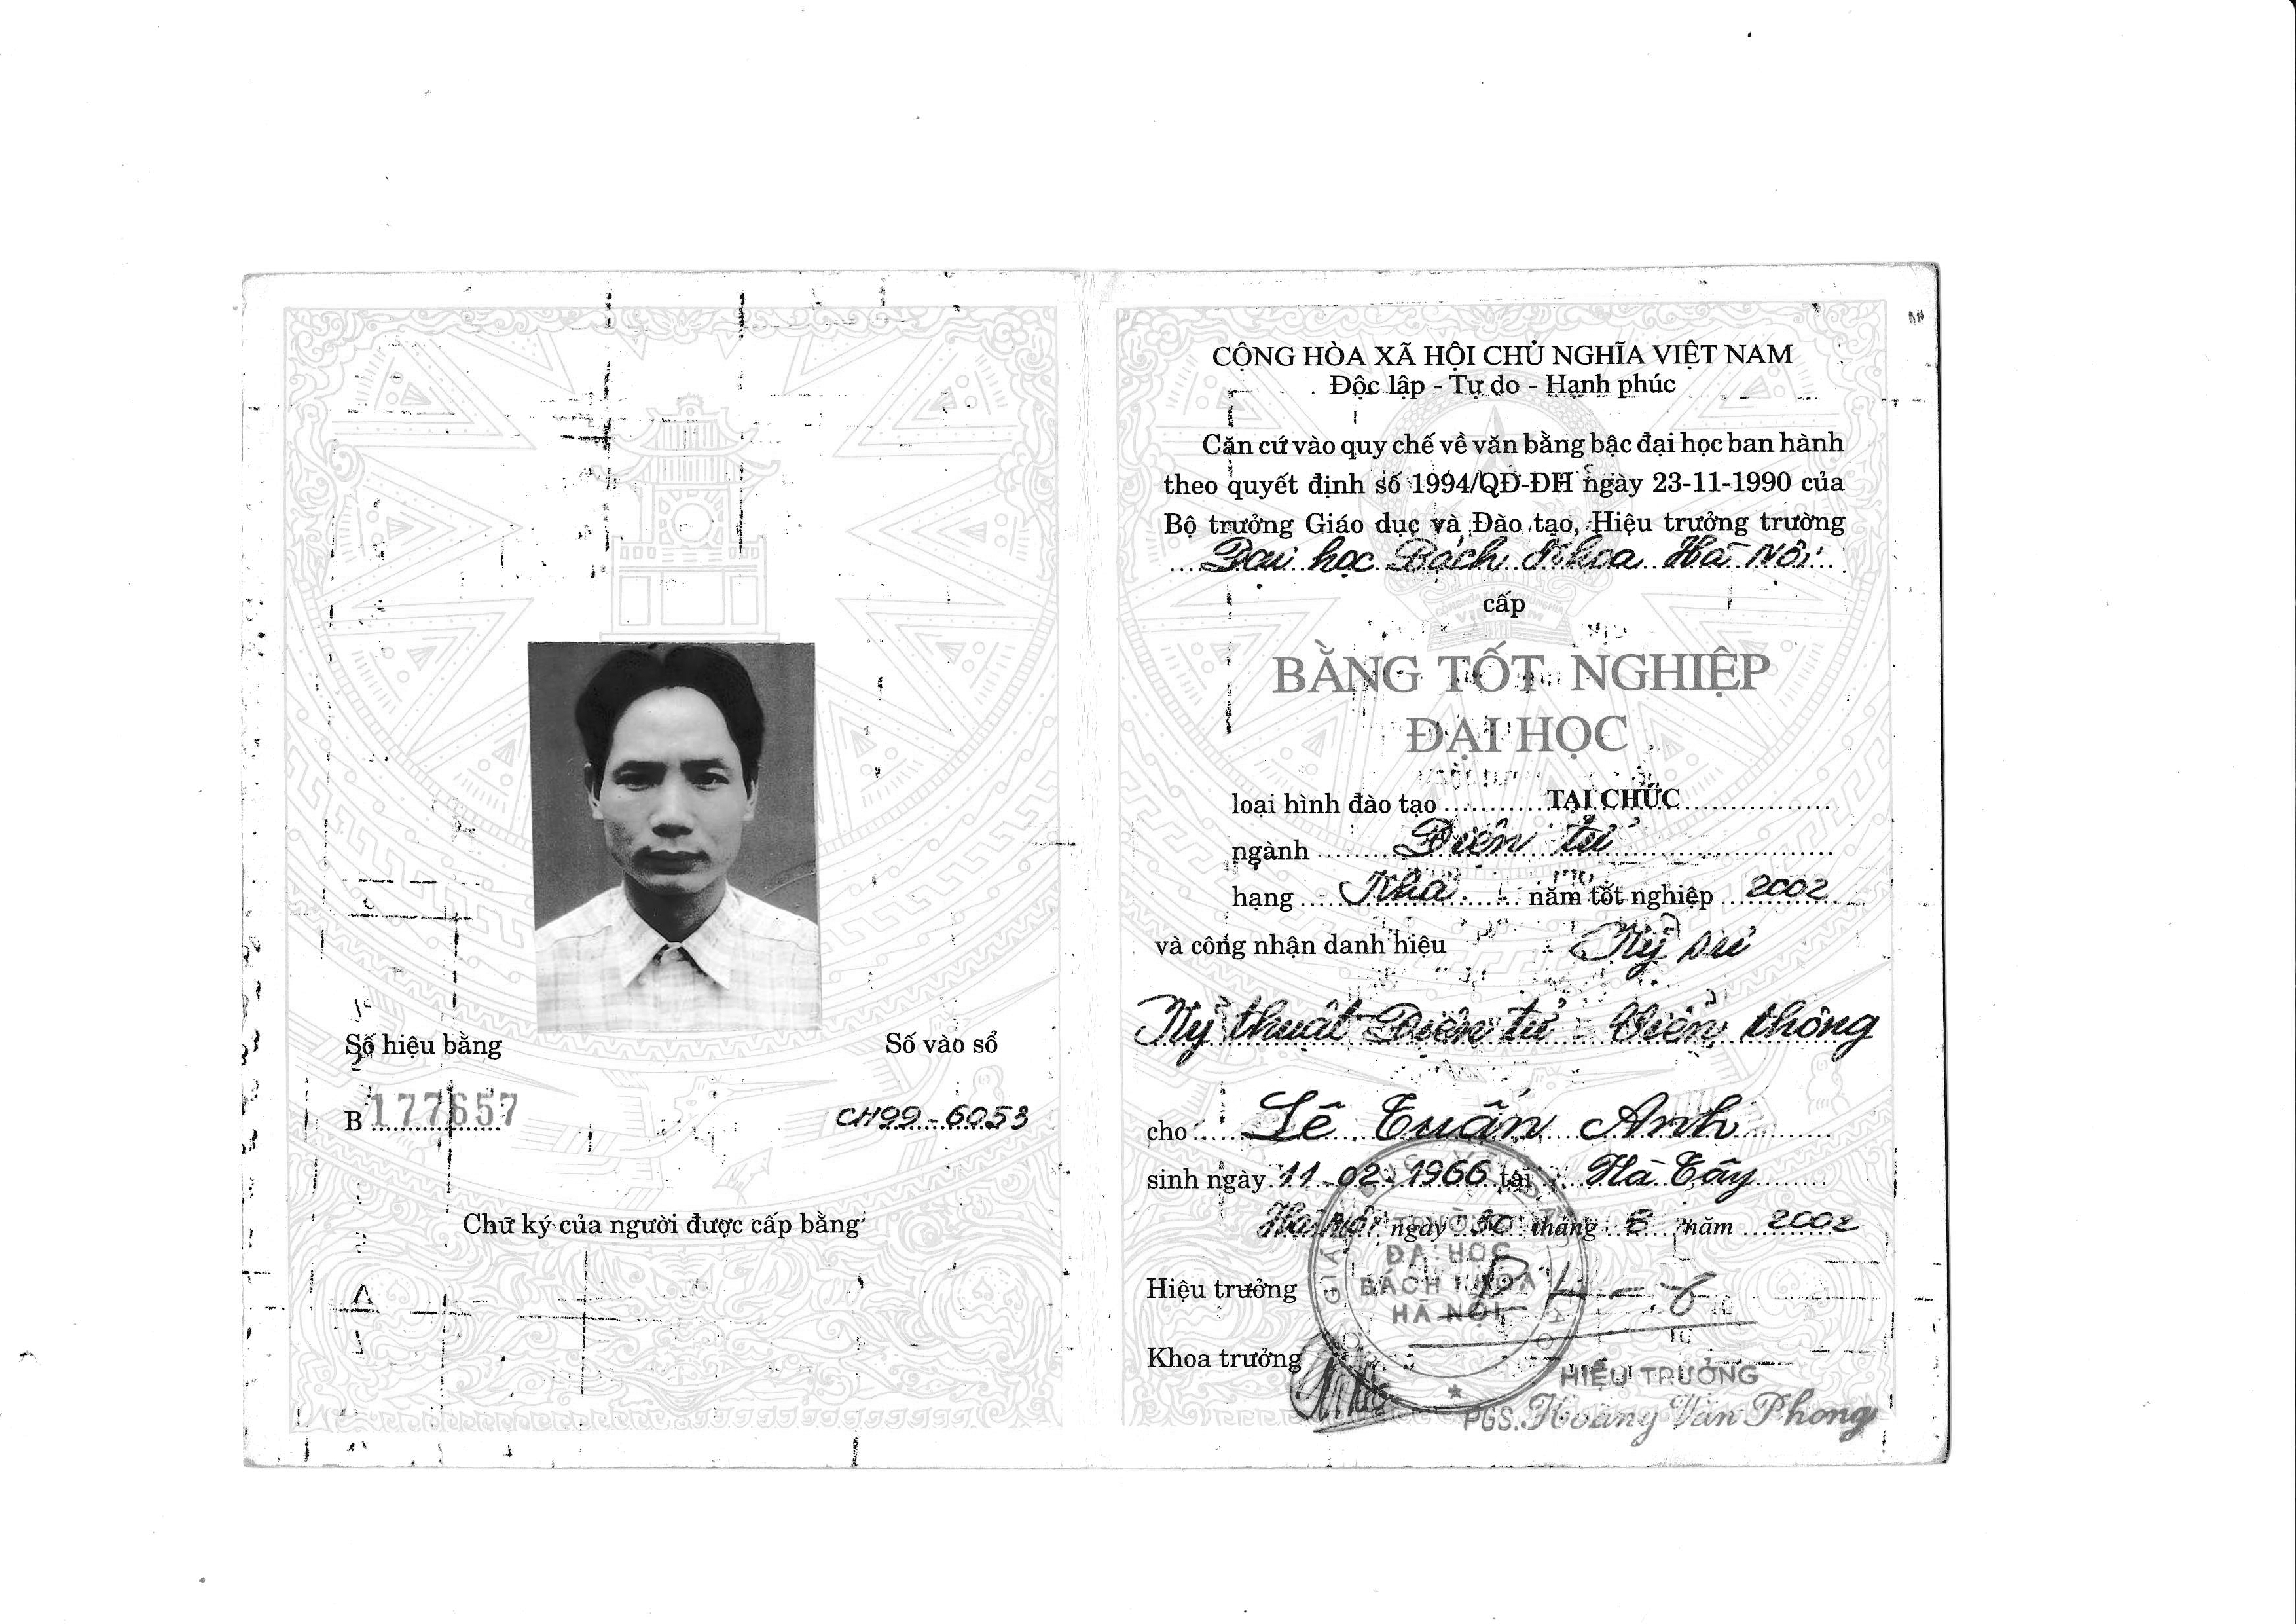 Số hiệu bằng
Số vào sổ
B 177657
CH99-6053
Chữ ký của người được cấp bằng
CỘNG HÒA XÃ HỘI CHỦ NGHĨA VIỆT NAM
Độc lập - Tự do - Hạnh phúc
Căn cứ vào quy chế về văn bằng bậc đại học ban hành
theo quyết định số 1994/QĐ-ĐH ngày 23-11-1990 của
Bộ trưởng Giáo dục và Đào tạo, Hiệu trưởng trường
Đại học Bách Khoa Hà Nội
cấp
BẰNG TỐT NGHIỆP
ĐẠI HỌC
loại hình đào tạo TẠI CHỨC
ngành Điện tử
hạng Khá năm tốt nghiệp 2002
và công nhận danh hiệu Kỹ sư
Kỹ thuật Điện tử - Viễn thông
cho Lê Tuấn Anh
sinh ngày 11-02-1966 tại Hà Tây
Hà Nội ngày 30 tháng 8 năm 2002
Hiệu trưởng
ĐẠI HỌC
BÁCH KHOA
HÀ NỘI
Khoa trưởng
HIỆU TRƯỞNG
PGS. Hoàng Văn Phong